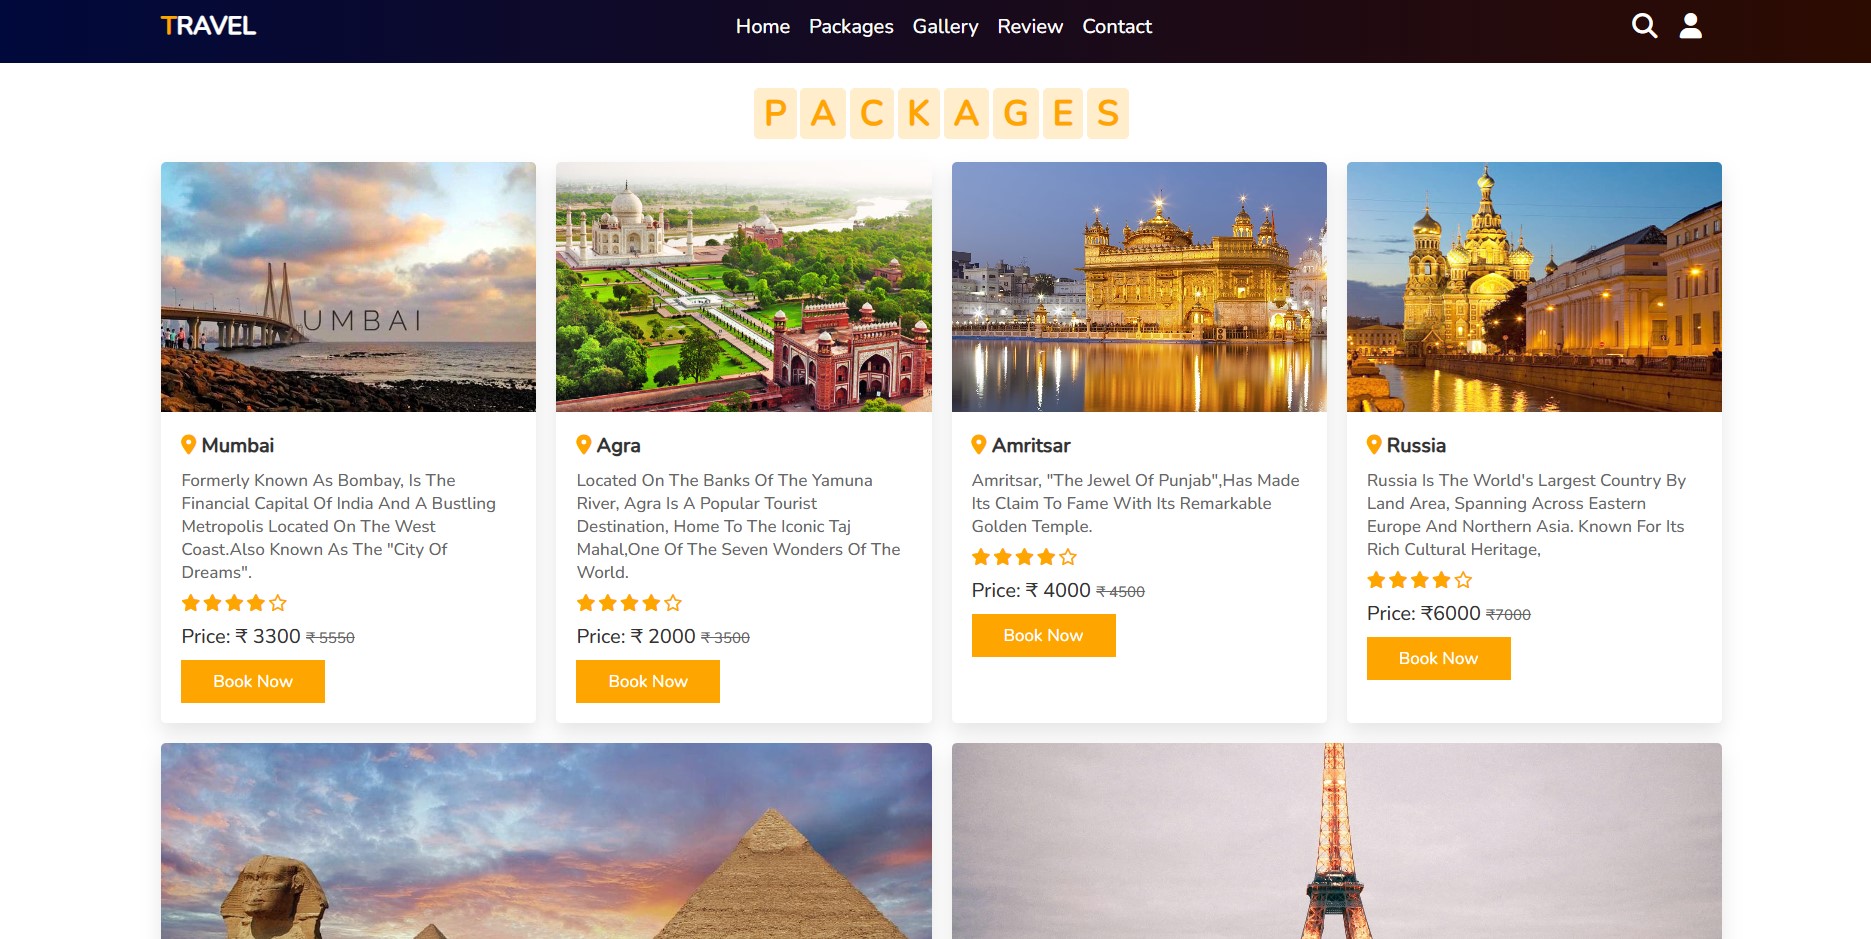 TRAVEL
Home Packages Gallery Review Contact
PACKAGES
UMBAI
Mumbai
Formerly Known As Bombay, Is The
Financial Capital Of India And A Bustling
Metropolis Located On The West
Coast.Also Known As The "City Of
Dreams".
Price: ₹ 3300 ₹ 5550
Book Now
Agra
Located On The Banks Of The Yamuna
River, Agra Is A Popular Tourist
Destination, Home To The Iconic Taj
Mahal,One Of The Seven Wonders Of The
World.
Price: ₹ 2000 ₹ 3500
Book Now
Amritsar
Amritsar, "The Jewel Of Punjab",Has Made
Its Claim To Fame With Its Remarkable
Golden Temple.
Price: ₹ 4000 ₹ 4500
Book Now
Russia
Russia Is The World's Largest Country By
Land Area, Spanning Across Eastern
Europe And Northern Asia. Known For Its
Rich Cultural Heritage,
Price: ₹6000 ₹7000
Book Now